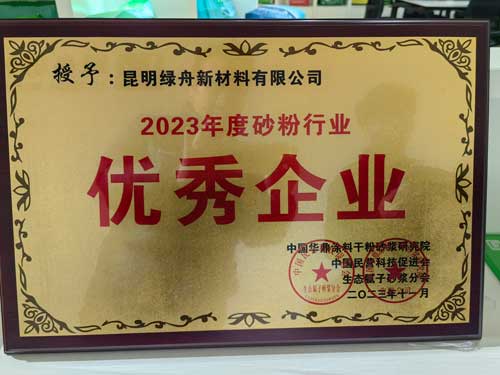 授予：昆明绿舟新材料有限公司
2023年度砂粉行业
优秀企业
中国华鼎涂料干粉砂浆研究院
中国民营科技促进会
生态腻子砂浆分会
二〇二三年十一月